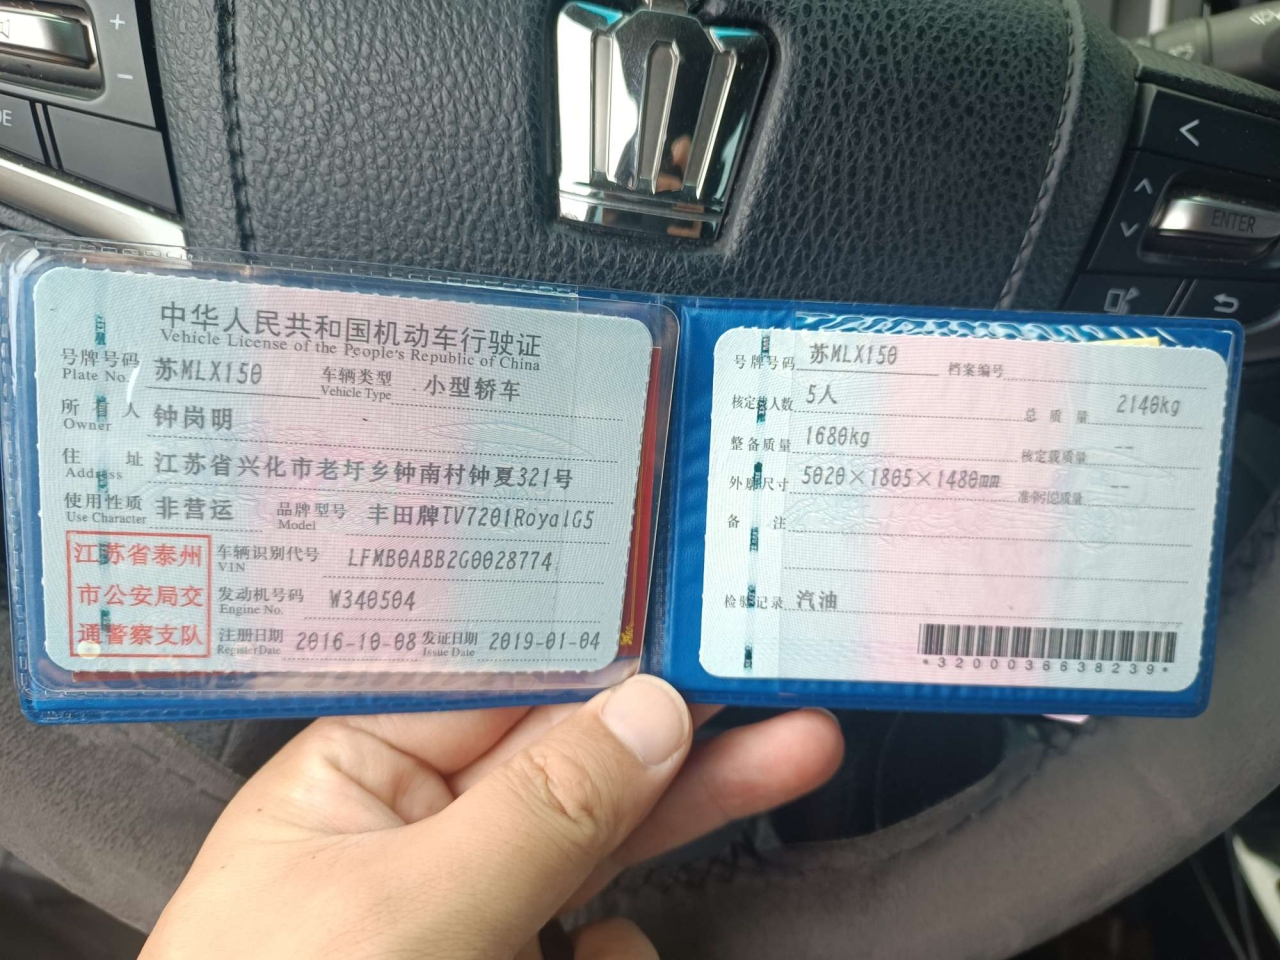 中华人民共和国机动车行驶证
Vehicle License of the People's Republic of China
号牌号码 苏MLX150 车辆类型 小型轿车
Plate No. Vehicle Type
所有人 钟岗明
Owner
住址 江苏省兴化市老圩乡钟南村钟夏321号
Address
使用性质 非营运 品牌型号 丰田牌TV7201RoyalG5
Use Character Model
江苏省泰州
市公安局交
通警察支队
车辆识别代号 LFMB0ABB2G0028774
VIN
发动机号码 W340504
Engine No.
注册日期 2016-10-08 发证日期 2019-01-04
Register Date Issue Date
号牌号码 苏MLX150 档案编号
核定载人数 5人 总质量 2140kg
整备质量 1680kg 核定载质量 --
外廓尺寸 5020×1805×1480mm 准牵引总质量 --
备注
检验记录 汽油
*3200036638239*
+
-
DE
<
ENTER